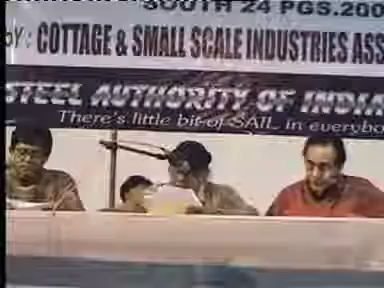 SOUTH 24 PGS.200
BY : COTTAGE & SMALL SCALE INDUSTRIES ASS
STEEL AUTHORITY OF INDIA
There's little bit of SAIL in everybo